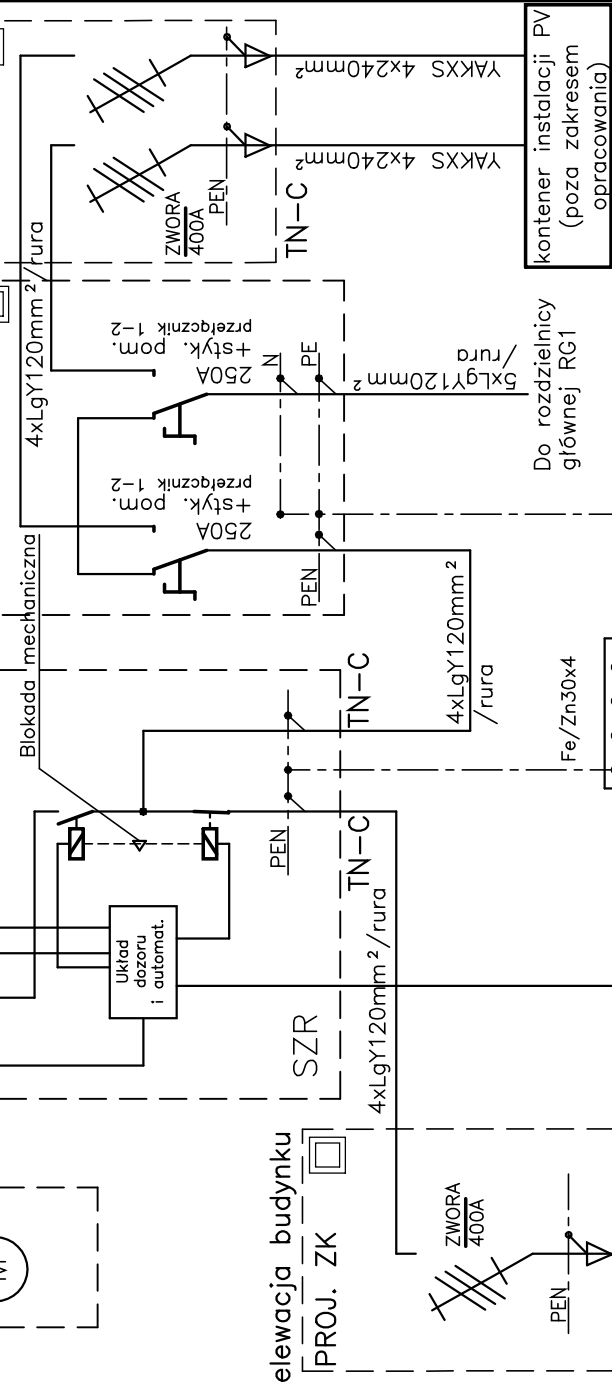 YAKXS 4x240mm²
YAKXS 4x240mm²
kontener instalacji PV
(poza zakresem
opracowania)
ZWORA
400A
PEN
TN-C
4xLgY120mm²/rura
250A
+styk. pom.
przełącznik 1-2
N
PE
5xLgY120mm²
/rura
Do rozdzielnicy
głównej RG1
250A
+styk. pom.
przełącznik 1-2
PEN
Blokada mechaniczna
TN-C
4xLgY120mm²
/rura
Fe/Zn30x4
PEN
TN-C
4xLgY120mm²/rura
Układ
dozoru
i automat.
SZR
elewacja budynku
PROJ. ZK
ZWORA
400A
PEN
M